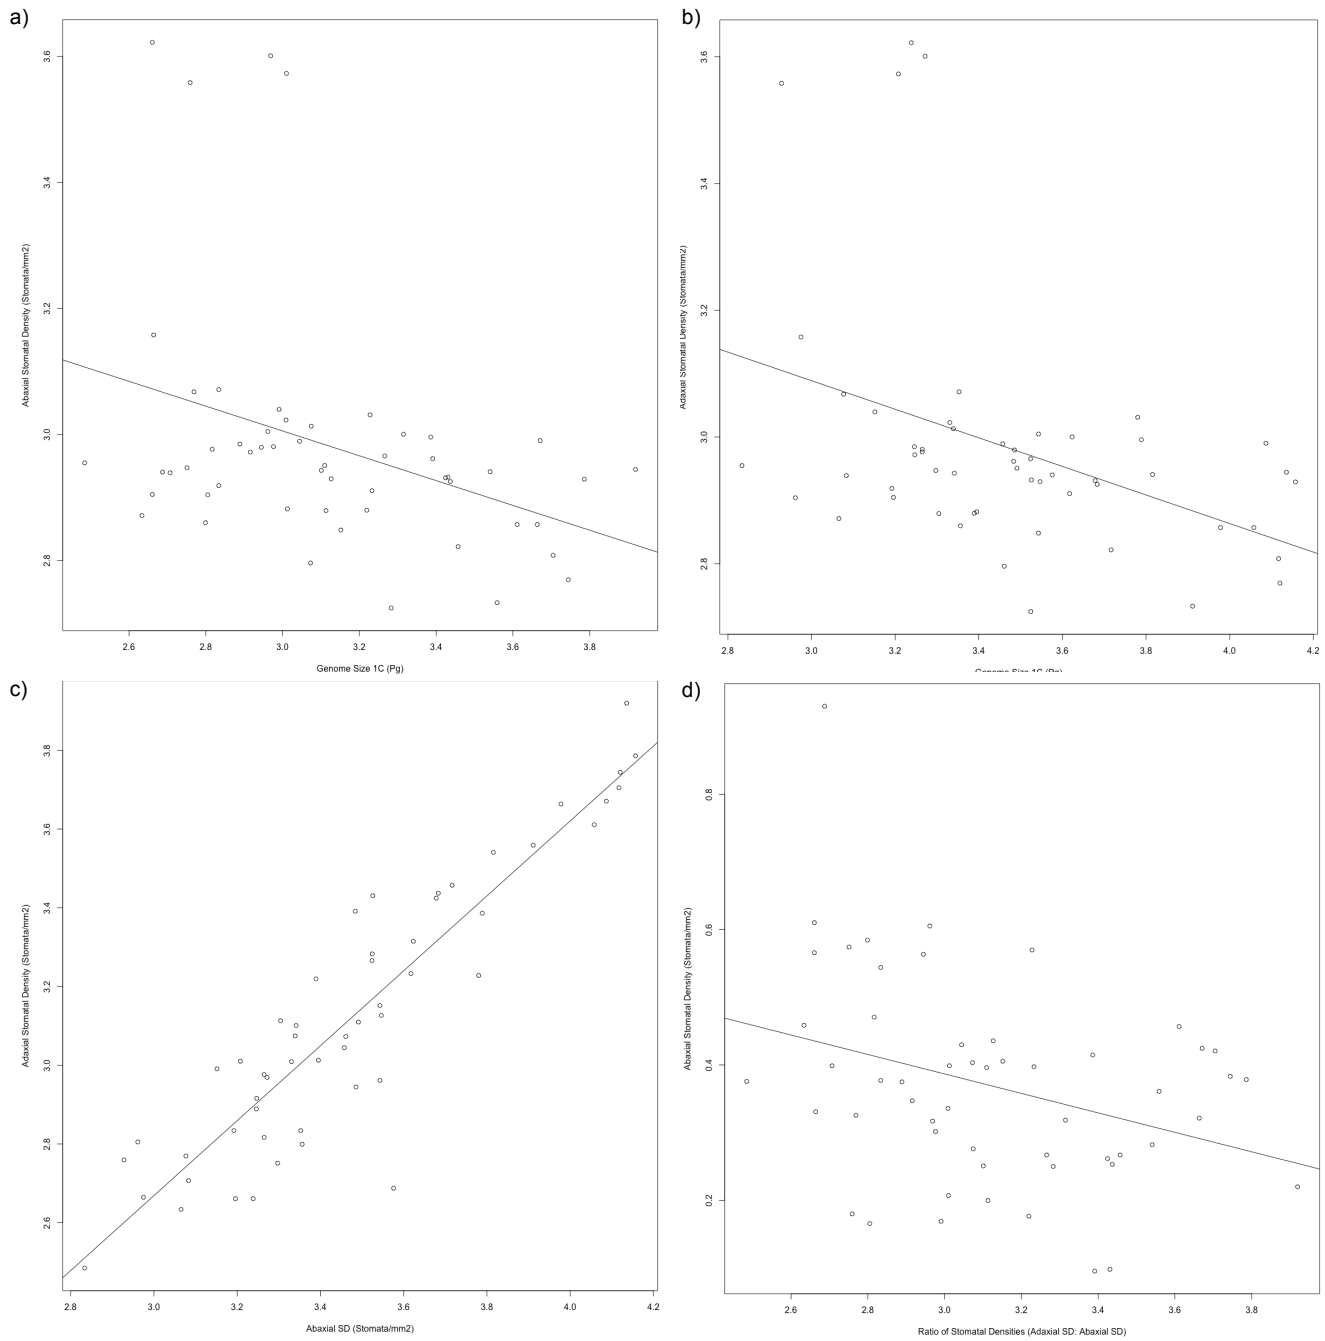 a)
3.6
3.4
3.2
3.0
2.8
Abaxial Stomatal Density (Stomata/mm2)
2.6 2.8 3.0 3.2 3.4 3.6 3.8
Genome Size 1C (Pg)
b)
3.6
3.4
3.2
3.0
2.8
Adaxial Stomatal Density (Stomata/mm2)
2.8 3.0 3.2 3.4 3.6 3.8 4.0 4.2
Genome Size 1C (Pg)
c)
3.8
3.6
3.4
3.2
3.0
2.8
2.6
Adaxial Stomatal Density (Stomata/mm2)
2.8 3.0 3.2 3.4 3.6 3.8 4.0 4.2
Abaxial SD (Stomata/mm2)
d)
0.8
0.6
0.4
0.2
Abaxial Stomatal Density (Stomata/mm2)
2.6 2.8 3.0 3.2 3.4 3.6 3.8
Ratio of Stomatal Densities (Adaxial SD: Abaxial SD)